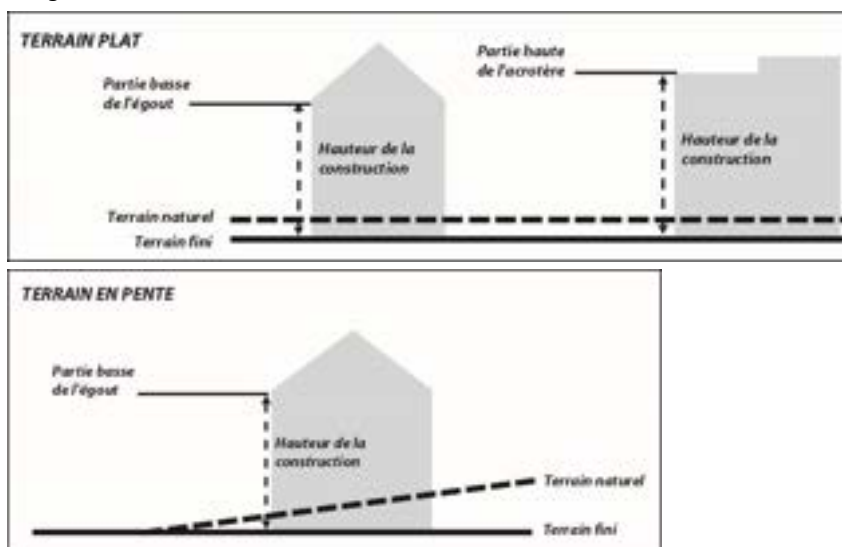 TERRAIN PLAT
Partie basse
de l'égout
Hauteur de la
construction
Partie haute
de l'acrotère
Hauteur de la
construction
Terrain naturel
Terrain fini
TERRAIN EN PENTE
Partie basse
de l'égout
Hauteur de la
construction
Terrain naturel
Terrain fini